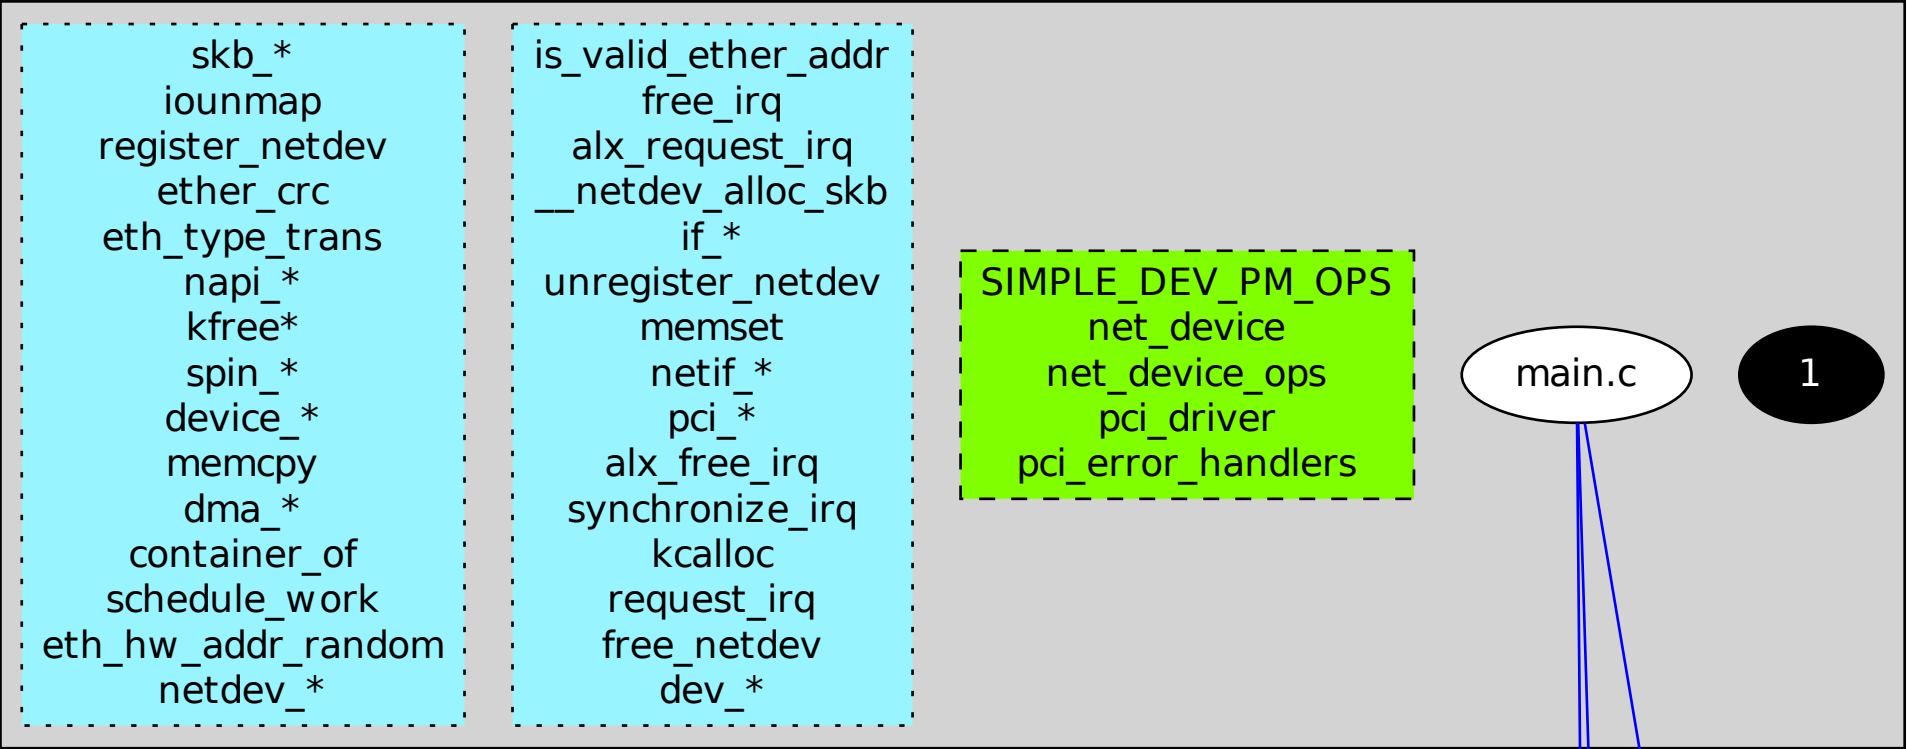 skb_*
iounmap
register_netdev
ether_crc
eth_type_trans
napi_*
kfree*
spin_*
device_*
memcpy
dma_*
container_of
schedule_work
eth_hw_addr_random
netdev_*
is_valid_ether_addr
free_irq
alx_request_irq
__netdev_alloc_skb
if_*
unregister_netdev
memset
netif_*
pci_*
alx_free_irq
synchronize_irq
kcalloc
request_irq
free_netdev
dev_*
SIMPLE_DEV_PM_OPS
net_device
net_device_ops
pci_driver
pci_error_handlers
main.c
1